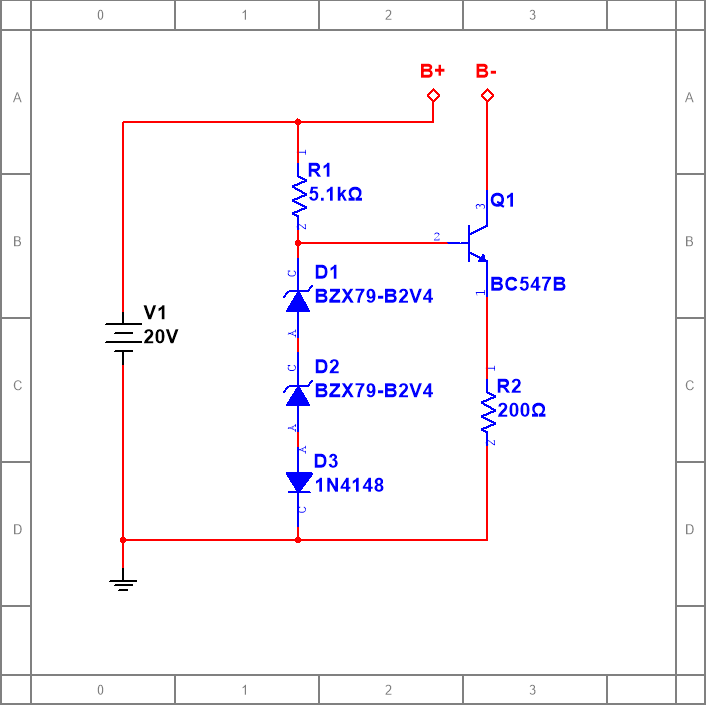 0 1 2 3
B+ B-
A A
1
R1
5.1kΩ
2
3 Q1
B B
2
C D1
BZX79-B2V4
BC547B
1
V1
20V
A
C D2
BZX79-B2V4
1
R2
200Ω
C C
A
A
2
D3
1N4148
C
D D
0 1 2 3